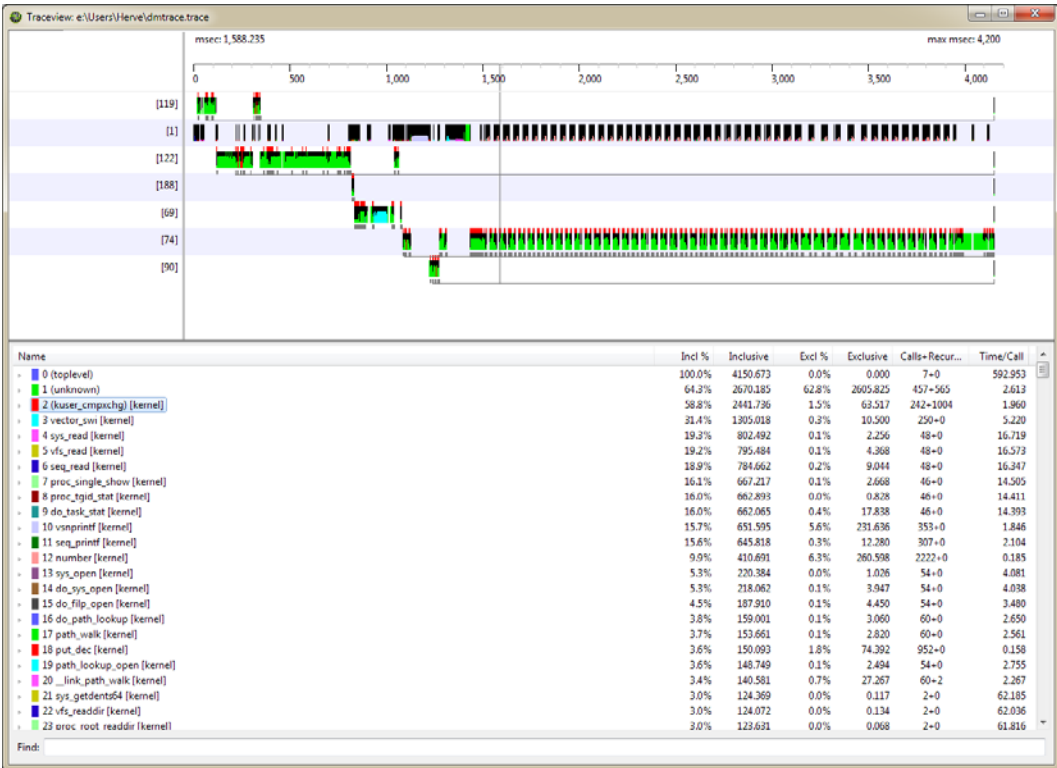 Traceview: e:\Users\Herve\dmtrace.trace
msec: 1,588.235 max msec: 4,200
0 500 1,000 1,500 2,000 2,500 3,000 3,500 4,000
[119]
[1]
[122]
[188]
[69]
[74]
[90]
Name Incl % Inclusive Excl % Exclusive Calls+Recur... Time/Call
0 (toplevel) 100.0% 4150.673 0.0% 0.000 7+0 592.953
1 (unknown) 64.3% 2670.185 62.8% 2605.825 457+565 2.613
2 (kuser_cmpxchg) [kernel] 58.8% 2441.736 1.5% 63.517 242+1004 1.960
3 vector_swi [kernel] 31.4% 1305.018 0.3% 10.500 250+0 5.220
4 sys_read [kernel] 19.3% 802.492 0.1% 2.256 48+0 16.719
5 vfs_read [kernel] 19.2% 795.484 0.1% 4.368 48+0 16.573
6 seq_read [kernel] 18.9% 784.662 0.2% 9.044 48+0 16.347
7 proc_single_show [kernel] 16.1% 667.217 0.1% 2.668 46+0 14.505
8 proc_tgid_stat [kernel] 16.0% 662.893 0.0% 0.828 46+0 14.411
9 do_task_stat [kernel] 16.0% 662.065 0.4% 17.838 46+0 14.393
10 vsnprintf [kernel] 15.7% 651.595 5.6% 231.636 353+0 1.846
11 seq_printf [kernel] 15.6% 645.818 0.3% 12.280 307+0 2.104
12 number [kernel] 9.9% 410.691 6.3% 260.598 2222+0 0.185
13 sys_open [kernel] 5.3% 220.384 0.0% 1.026 54+0 4.081
14 do_sys_open [kernel] 5.3% 218.062 0.1% 3.947 54+0 4.038
15 do_filp_open [kernel] 4.5% 187.910 0.1% 4.450 54+0 3.480
16 do_path_lookup [kernel] 3.8% 159.001 0.1% 3.060 60+0 2.650
17 path_walk [kernel] 3.7% 153.661 0.1% 2.820 60+0 2.561
18 put_dec [kernel] 3.6% 150.093 1.8% 74.392 952+0 0.158
19 path_lookup_open [kernel] 3.6% 148.749 0.1% 2.494 54+0 2.755
20 __link_path_walk [kernel] 3.4% 140.581 0.7% 27.267 60+2 2.267
21 sys_getdents64 [kernel] 3.0% 124.369 0.0% 0.117 2+0 62.185
22 vfs_readdir [kernel] 3.0% 124.072 0.0% 0.134 2+0 62.036
23 proc_root_readdir [kernel] 3.0% 123.631 0.0% 0.068 2+0 61.816
Find: